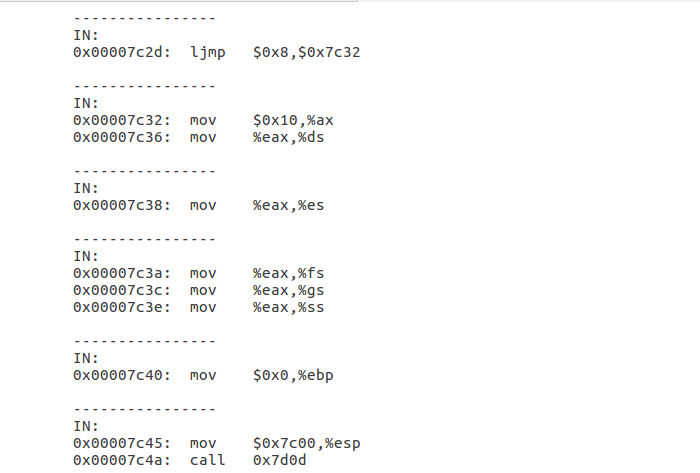 ----------------
IN:
0x00007c2d:  ljmp   $0x8,$0x7c32
----------------
IN:
0x00007c32:  mov    $0x10,%ax
0x00007c36:  mov    %eax,%ds
----------------
IN:
0x00007c38:  mov    %eax,%es
----------------
IN:
0x00007c3a:  mov    %eax,%fs
0x00007c3c:  mov    %eax,%gs
0x00007c3e:  mov    %eax,%ss
----------------
IN:
0x00007c40:  mov    $0x0,%ebp
----------------
IN:
0x00007c45:  mov    $0x7c00,%esp
0x00007c4a:  call   0x7d0d